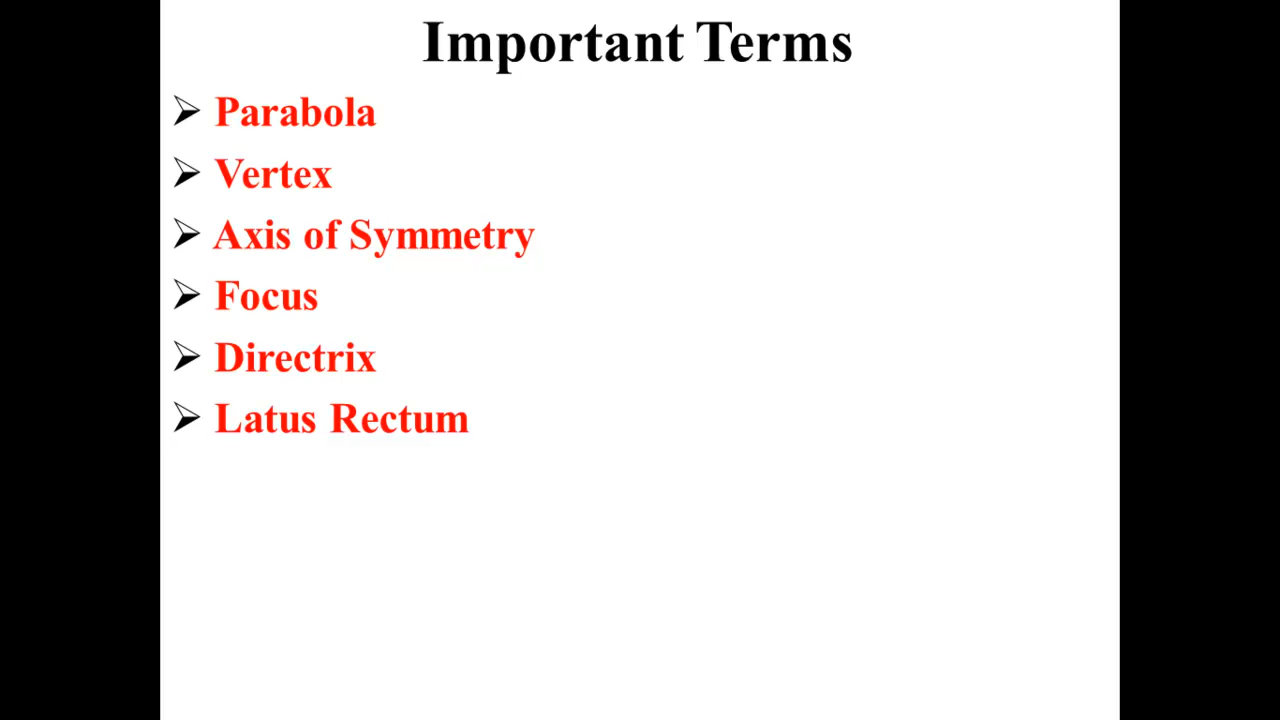 Important Terms
➢ Parabola
➢ Vertex
➢ Axis of Symmetry
➢ Focus
➢ Directrix
➢ Latus Rectum